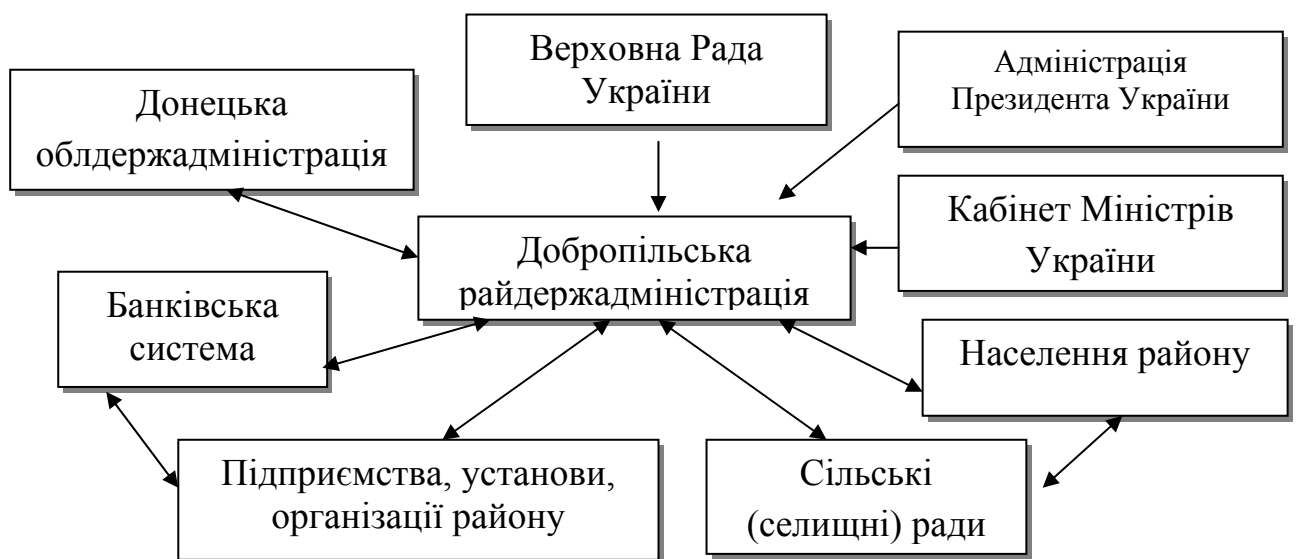 Верховна Рада
України
Адміністрація
Президента України
Донецька
облдержадміністрація
Кабінет Міністрів
України
Добропільська
райдержадміністрація
Банківська
система
Населення району
Підприємства, установи,
організації району
Сільські
(селищні) ради